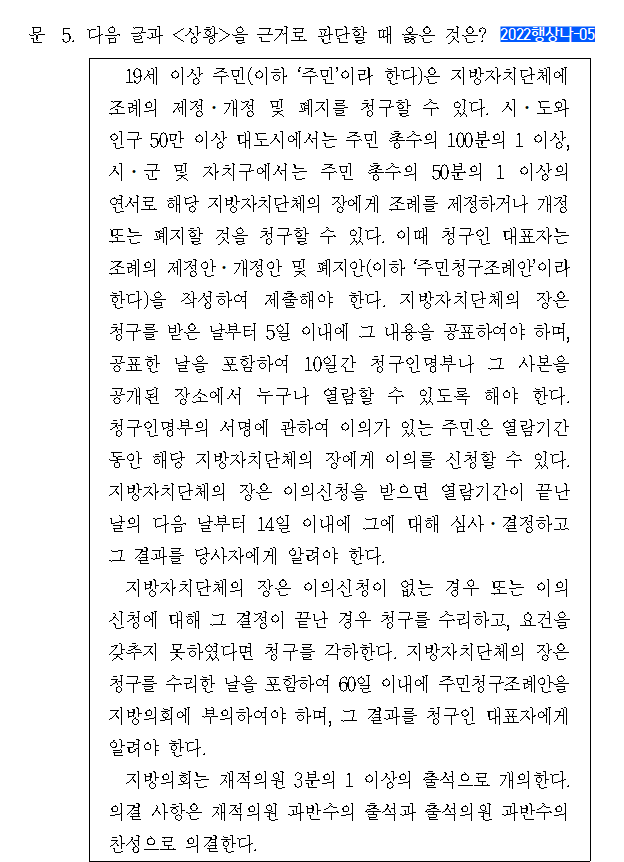 문 5. 다음 글과 <상황>을 근거로 판단할 때 옳은 것은? 2022행상나-05
19세 이상 주민(이하 ‘주민’이라 한다)은 지방자치단체에
조례의 제정·개정 및 폐지를 청구할 수 있다. 시·도와
인구 50만 이상 대도시에서는 주민 총수의 100분의 1 이상,
시·군 및 자치구에서는 주민 총수의 50분의 1 이상의
연서로 해당 지방자치단체의 장에게 조례를 제정하거나 개정
또는 폐지할 것을 청구할 수 있다. 이때 청구인 대표자는
조례의 제정안·개정안 및 폐지안(이하 ‘주민청구조례안’이라
한다)을 작성하여 제출해야 한다. 지방자치단체의 장은
청구를 받은 날부터 5일 이내에 그 내용을 공표하여야 하며,
공표한 날을 포함하여 10일간 청구인명부나 그 사본을
공개된 장소에서 누구나 열람할 수 있도록 해야 한다.
청구인명부의 서명에 관하여 이의가 있는 주민은 열람기간
동안 해당 지방자치단체의 장에게 이의를 신청할 수 있다.
지방자치단체의 장은 이의신청을 받으면 열람기간이 끝난
날의 다음 날부터 14일 이내에 그에 대해 심사·결정하고
그 결과를 당사자에게 알려야 한다.
지방자치단체의 장은 이의신청이 없는 경우 또는 이의
신청에 대해 그 결정이 끝난 경우 청구를 수리하고, 요건을
갖추지 못하였다면 청구를 각하한다. 지방자치단체의 장은
청구를 수리한 날을 포함하여 60일 이내에 주민청구조례안을
지방의회에 부의하여야 하며, 그 결과를 청구인 대표자에게
알려야 한다.
지방의회는 재적의원 3분의 1 이상의 출석으로 개의한다.
의결 사항은 재적의원 과반수의 출석과 출석의원 과반수의
찬성으로 의결한다.